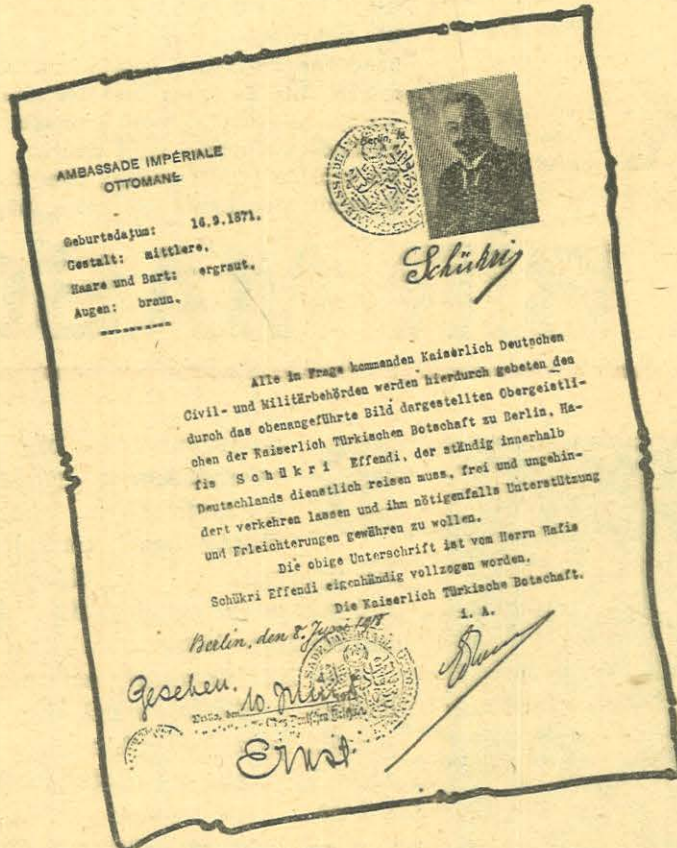 AMBASSADE IMPÉRIALE
OTTOMANE
Berlin, le
Geburtsdatum: 16.9.1871.
Gestalt: mittlere.
Haare und Bart: ergraut.
Augen: braun.
Schükri
Alle in Frage kommenden Kaiserlich Deutschen
Civil- und Militärbehörden werden hierdurch gebeten den
durch das obenangeführte Bild dargestellten Obergeistli-
chen der Kaiserlich Türkischen Botschaft zu Berlin, Ha-
fis Schükri Effendi, der ständig innerhalb
Deutschlands dienstlich reisen muss, frei und ungehin-
dert verkehren lassen und ihm nötigenfalls Unterstützung
und Erleichterungen gewähren zu wollen.
Die obige Unterschrift ist vom Herrn Hafis
Schükri Effendi eigenhändig vollzogen worden.
Die Kaiserlich Türkische Botschaft.
i. A.
Berlin, den 8. Juni 1918
Gesehen.
10.
Ernst